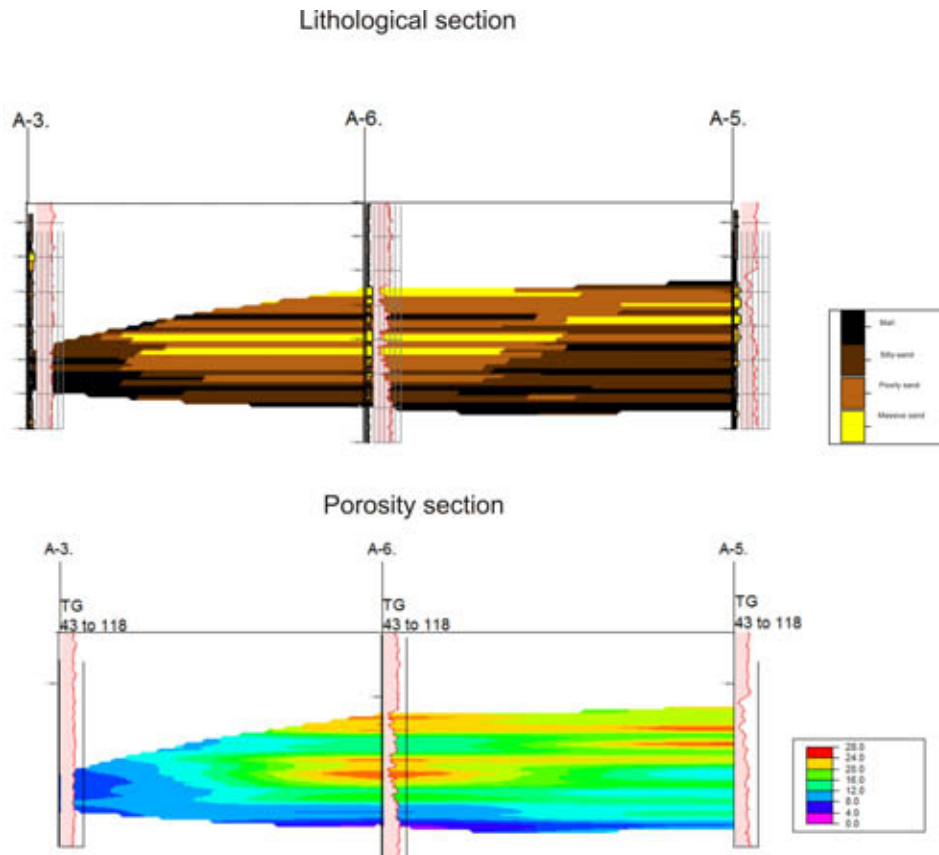 Lithological section
A-3.
A-6.
A-5.
Marl
Silty-sand
Poorly sand
Massive sand
Porosity section
A-3.
A-6.
A-5.
TG
43 to 118
TG
43 to 118
TG
43 to 118
28.0
24.0
20.0
16.0
12.0
8.0
4.0
0.0